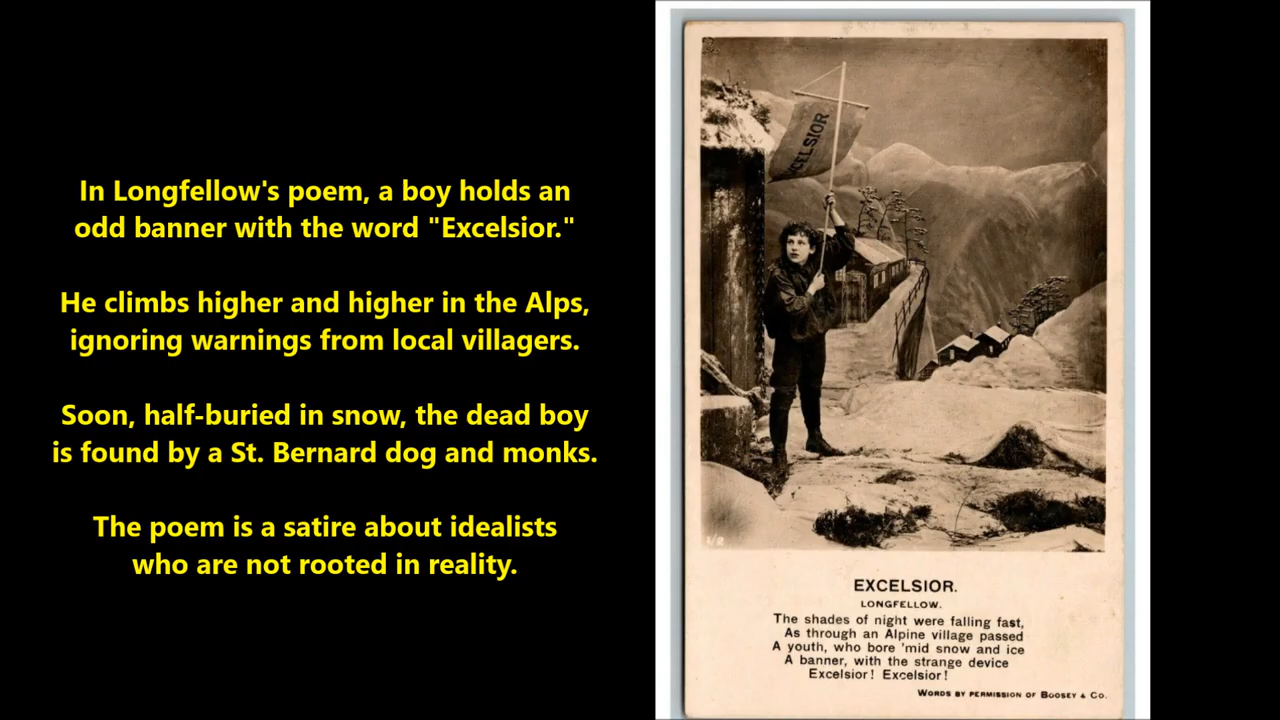 In Longfellow's poem, a boy holds an
odd banner with the word "Excelsior."
He climbs higher and higher in the Alps,
ignoring warnings from local villagers.
Soon, half-buried in snow, the dead boy
is found by a St. Bernard dog and monks.
The poem is a satire about idealists
who are not rooted in reality.
XCELSIOR
1/2
EXCELSIOR.
LONGFELLOW.
The shades of night were falling fast,
As through an Alpine village passed
A youth, who bore 'mid snow and ice
A banner, with the strange device
Excelsior! Excelsior!
WORDS BY PERMISSION OF BOOSEY & CO.